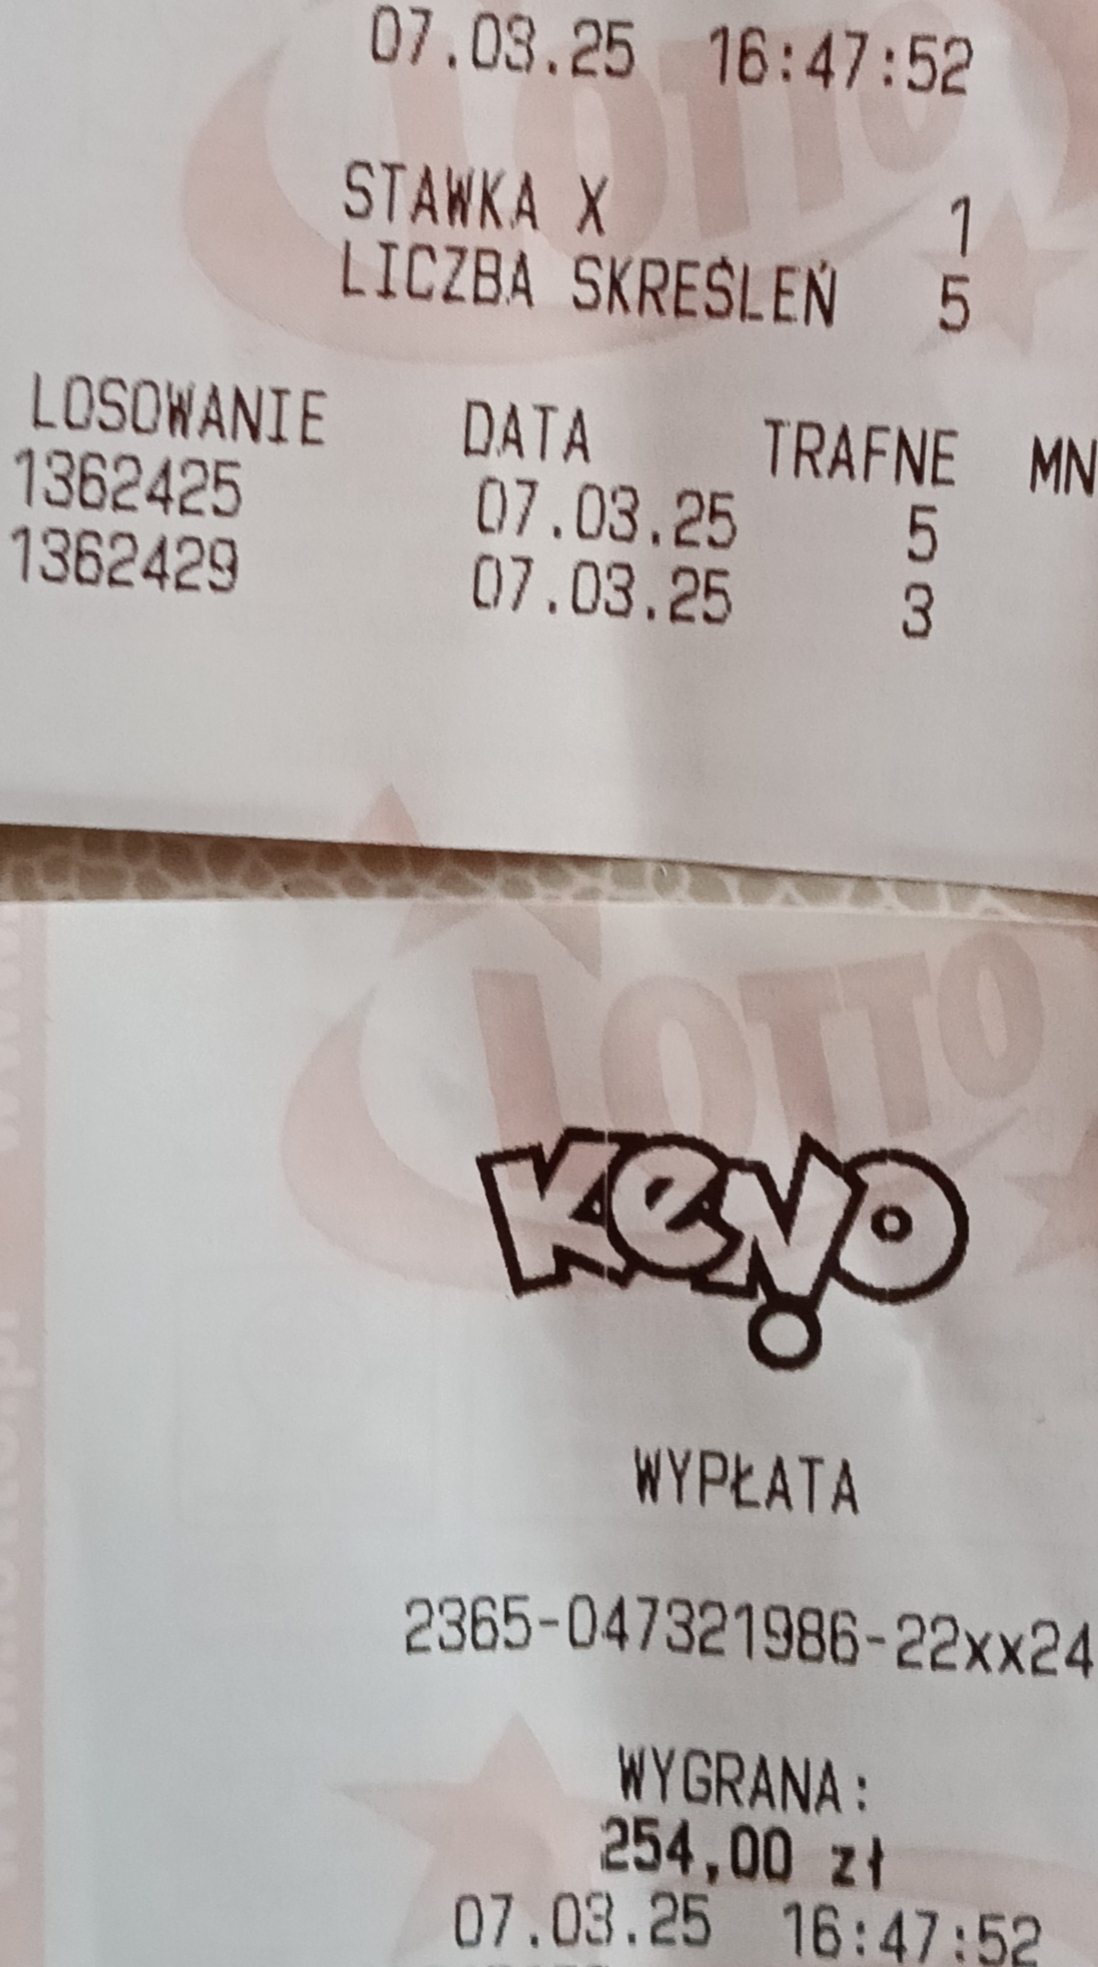 LOTTO
07.03.25 16:47:52
STAWKA X 1
LICZBA SKREŚLEŃ 5
LOSOWANIE DATA TRAFNE MN
1362425 07.03.25 5
1362429 07.03.25 3
LOTTO
KeNO
WYPŁATA
2365-047321986-22xx24
WYGRANA:
254,00 zł
07.03.25 16:47:52